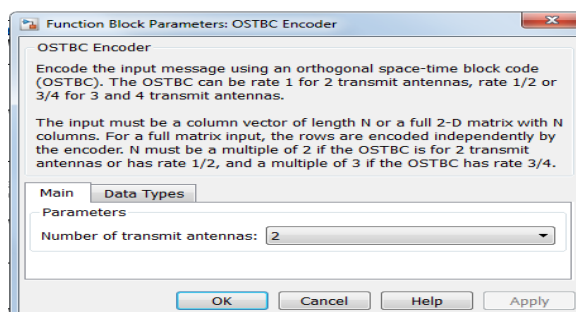 Function Block Parameters: OSTBC Encoder
OSTBC Encoder
Encode the input message using an orthogonal space-time block code
(OSTBC). The OSTBC can be rate 1 for 2 transmit antennas, rate 1/2 or
3/4 for 3 and 4 transmit antennas.
The input must be a column vector of length N or a full 2-D matrix with N
columns. For a full matrix input, the rows are encoded independently by
the encoder. N must be a multiple of 2 if the OSTBC is for 2 transmit
antennas or has rate 1/2, and a multiple of 3 if the OSTBC has rate 3/4.
Main Data Types
Parameters
Number of transmit antennas: 2
OK Cancel Help Apply